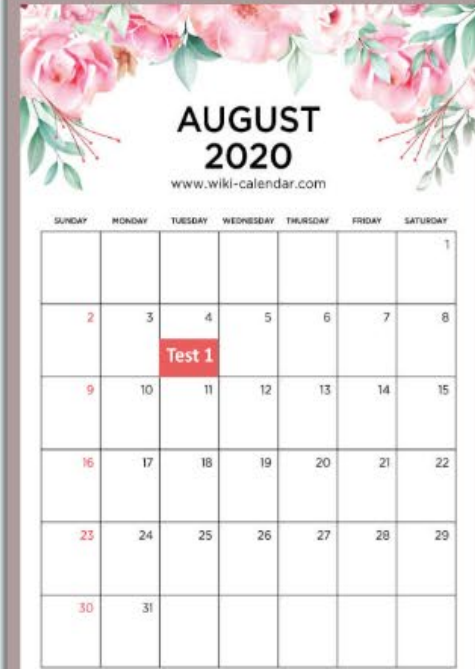 AUGUST
2020
www.wiki-calendar.com
SUNDAY MONDAY TUESDAY WEDNESDAY THURSDAY FRIDAY SATURDAY
1
2 3 4 5 6 7 8
Test 1
9 10 11 12 13 14 15
16 17 18 19 20 21 22
23 24 25 26 27 28 29
30 31